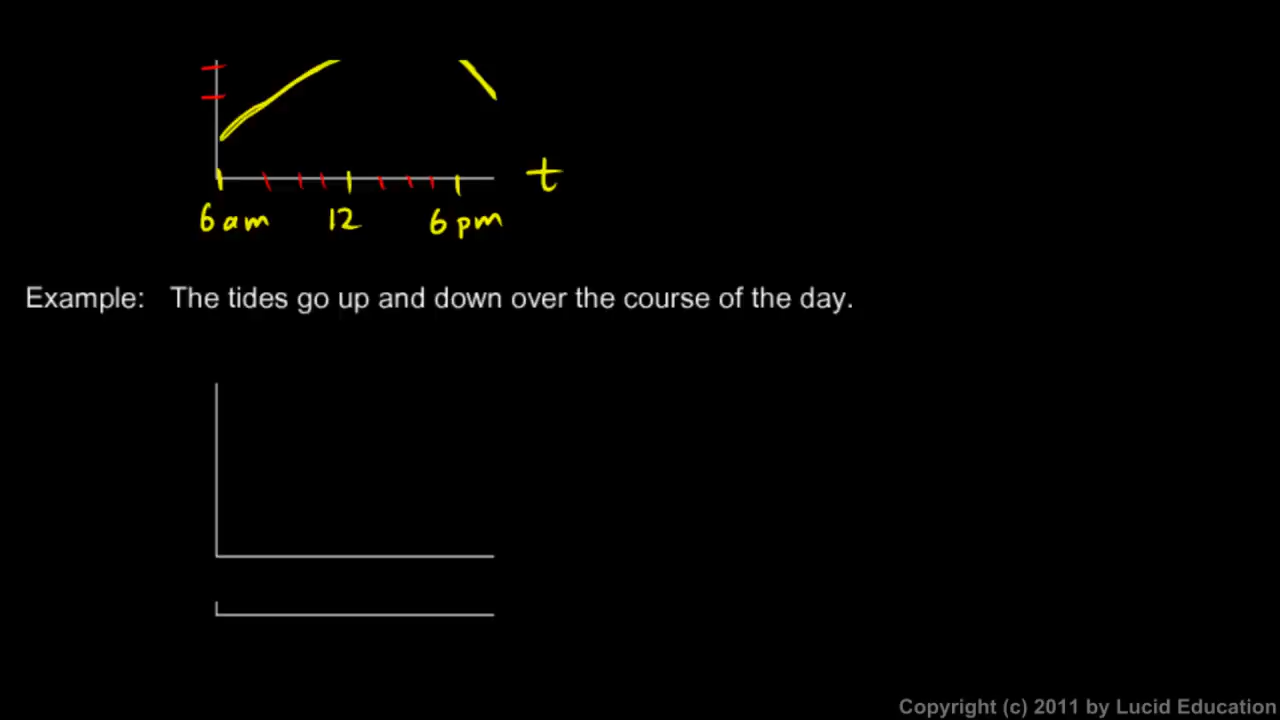 t
6 am 12 6 pm
Example: The tides go up and down over the course of the day.
Copyright (c) 2011 by Lucid Education